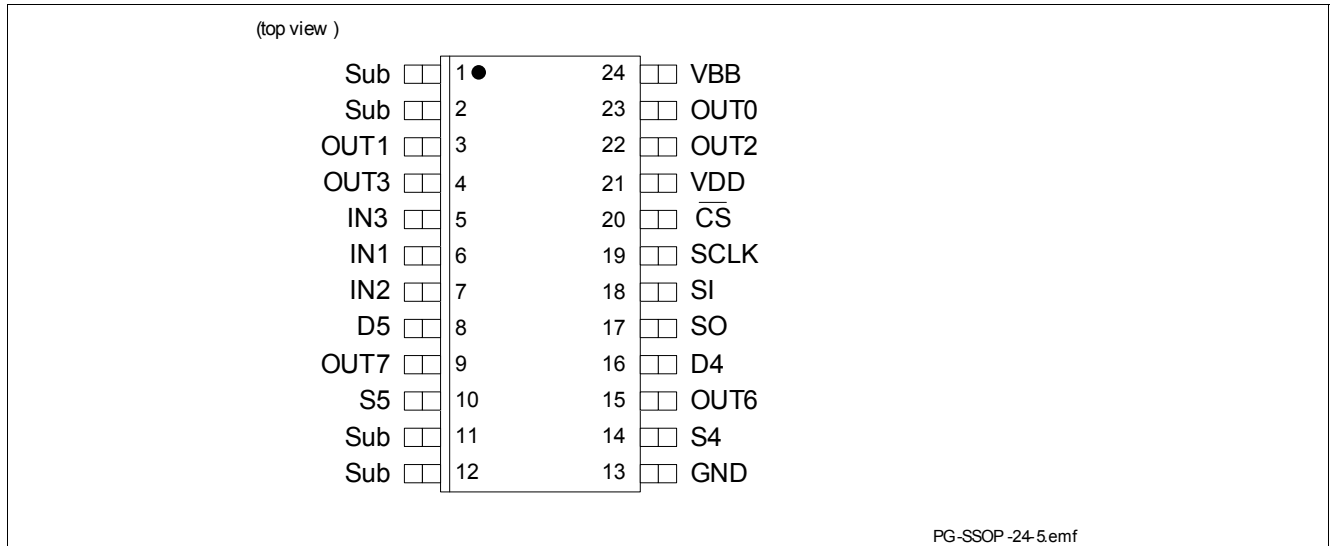 (top view )
Sub 1 24 VBB
Sub 2 23 OUT0
OUT1 3 22 OUT2
OUT3 4 21 VDD
IN3 5 20 C̅S̅
IN1 6 19 SCLK
IN2 7 18 SI
D5 8 17 SO
OUT7 9 16 D4
S5 10 15 OUT6
Sub 11 14 S4
Sub 12 13 GND
PG-SSOP -24-5.emf